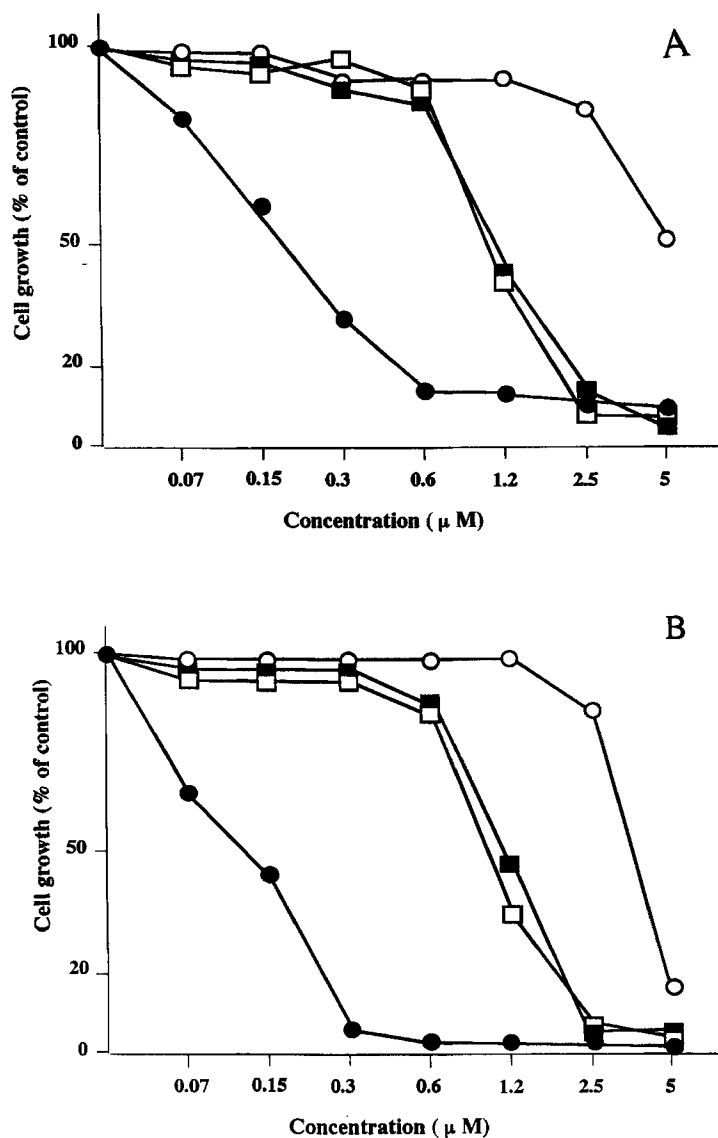 A
Cell growth (% of control)
100
50
20
0
0.07 0.15 0.3 0.6 1.2 2.5 5
Concentration ( μ M)
B
Cell growth (% of control)
100
50
20
0
0.07 0.15 0.3 0.6 1.2 2.5 5
Concentration ( μ M)